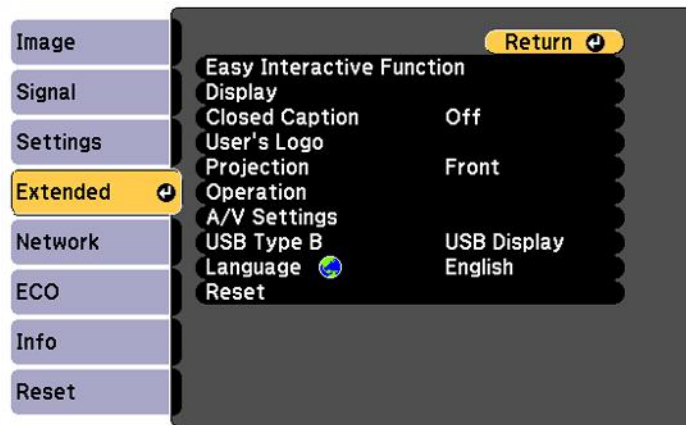 Image
Signal
Settings
Extended
Network
ECO
Info
Reset
Return
Easy Interactive Function
Display
Closed Caption Off
User's Logo
Projection Front
Operation
A/V Settings
USB Type B USB Display
Language English
Reset